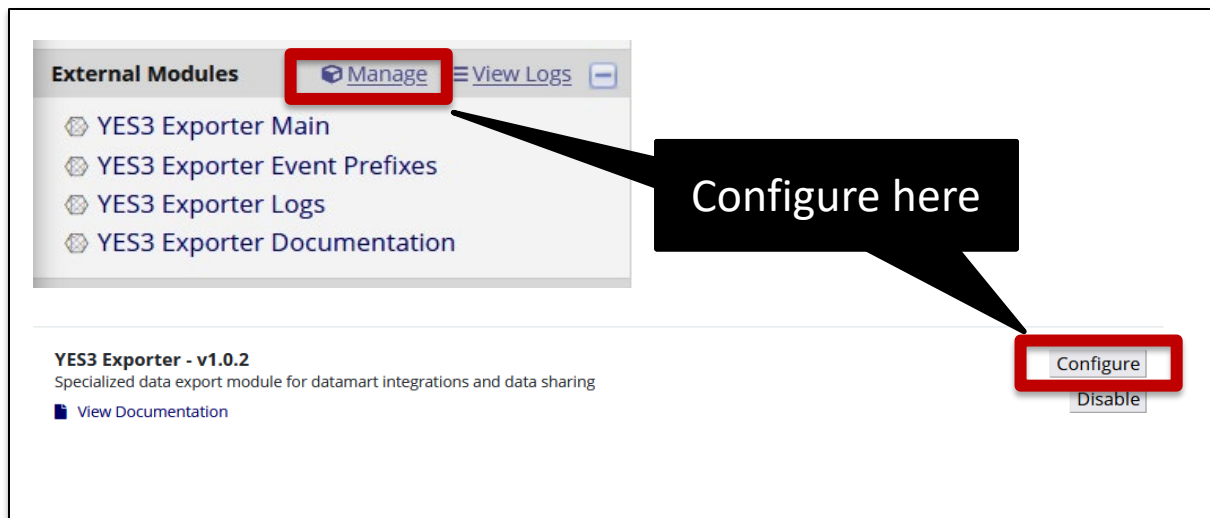 External Modules Manage View Logs
YES3 Exporter Main
YES3 Exporter Event Prefixes
YES3 Exporter Logs
YES3 Exporter Documentation
Configure here
YES3 Exporter - v1.0.2
Configure
Specialized data export module for datamart integrations and data sharing
Disable
View Documentation